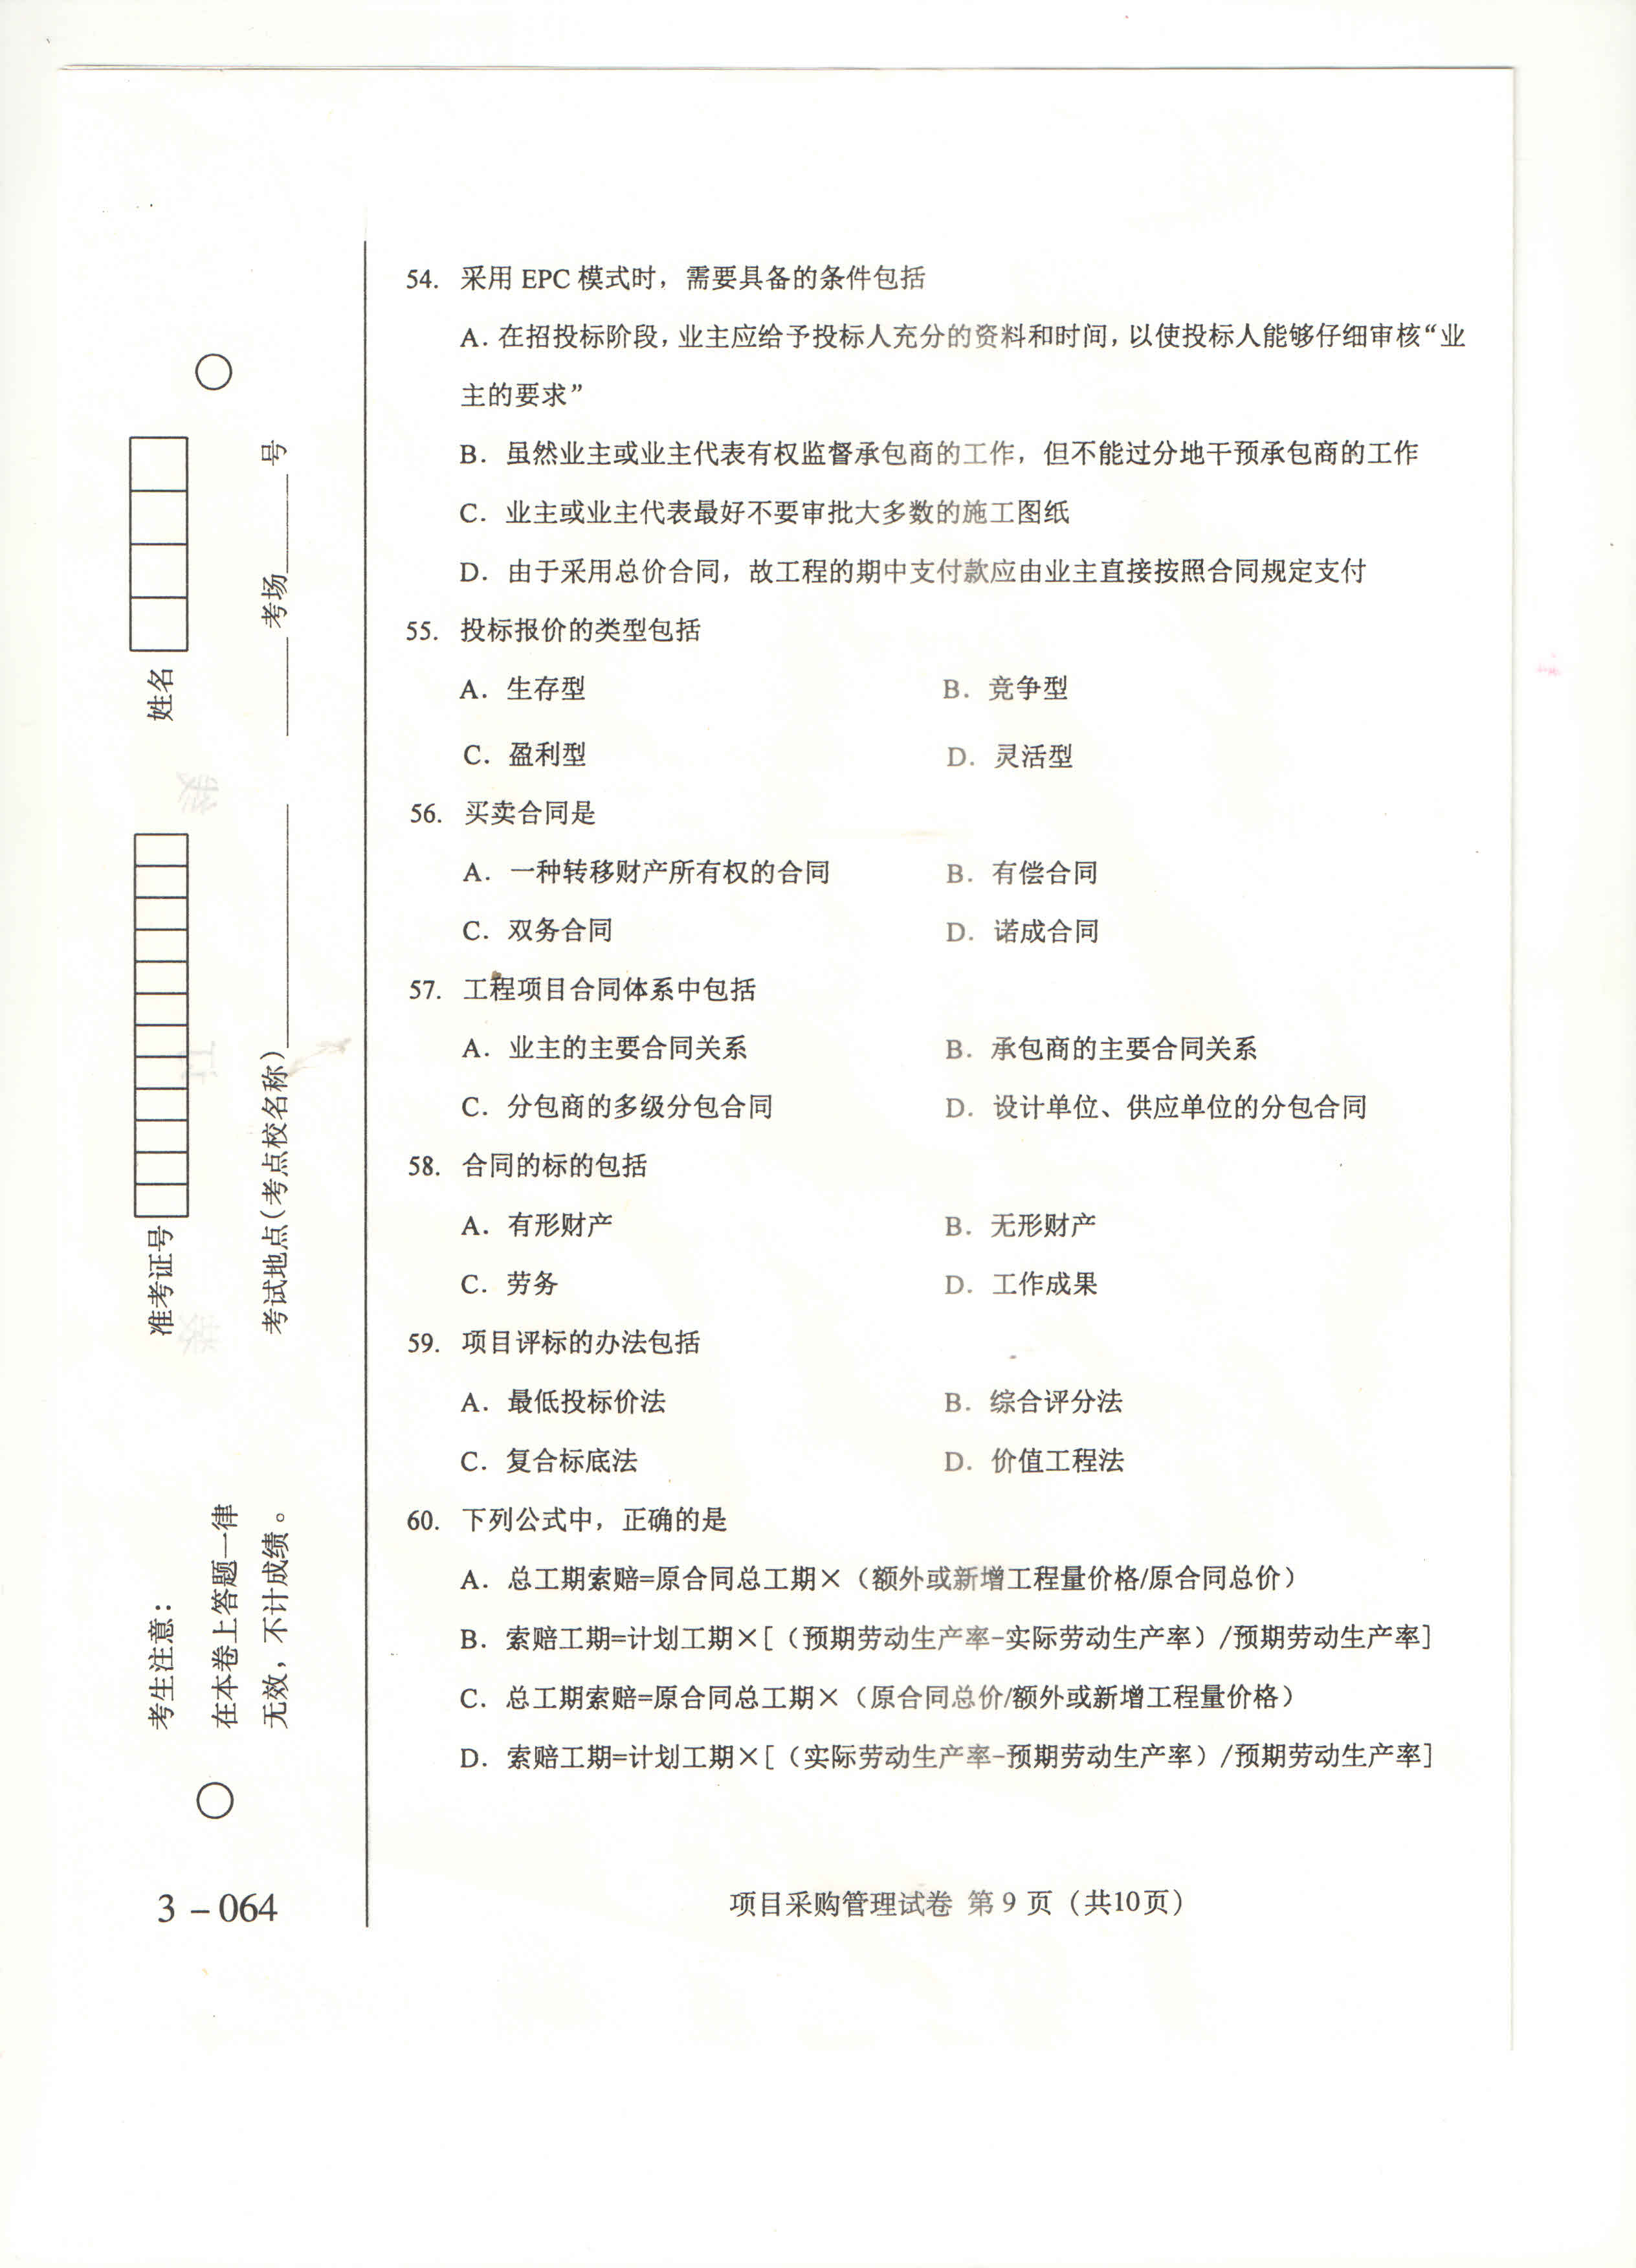 54. 采用 EPC 模式时，需要具备的条件包括
A. 在招投标阶段，业主应给予投标人充分的资料和时间，以使投标人能够仔细审核“业
主的要求”
B. 虽然业主或业主代表有权监督承包商的工作，但不能过分地干预承包商的工作
C. 业主或业主代表最好不要审批大多数的施工图纸
D. 由于采用总价合同，故工程的期中支付款应由业主直接按照合同规定支付
55. 投标报价的类型包括
A. 生存型 B. 竞争型
C. 盈利型 D. 灵活型
56. 买卖合同是
A. 一种转移财产所有权的合同 B. 有偿合同
C. 双务合同 D. 诺成合同
57. 工程项目合同体系中包括
A. 业主的主要合同关系 B. 承包商的主要合同关系
C. 分包商的多级分包合同 D. 设计单位、供应单位的分包合同
58. 合同的标的包括
A. 有形财产 B. 无形财产
C. 劳务 D. 工作成果
59. 项目评标的办法包括
A. 最低投标价法 B. 综合评分法
C. 复合标底法 D. 价值工程法
60. 下列公式中，正确的是
A. 总工期索赔=原合同总工期×（额外或新增工程量价格/原合同总价）
B. 索赔工期=计划工期×[（预期劳动生产率-实际劳动生产率）/预期劳动生产率]
C. 总工期索赔=原合同总工期×（原合同总价/额外或新增工程量价格）
D. 索赔工期=计划工期×[（实际劳动生产率-预期劳动生产率）/预期劳动生产率]
项目采购管理试卷 第 9 页（共10页）
准考证号 姓名
考试地点(考点校名称) 考场 号
考生注意：
在本卷上答题一律
无效，不计成绩。
3－064